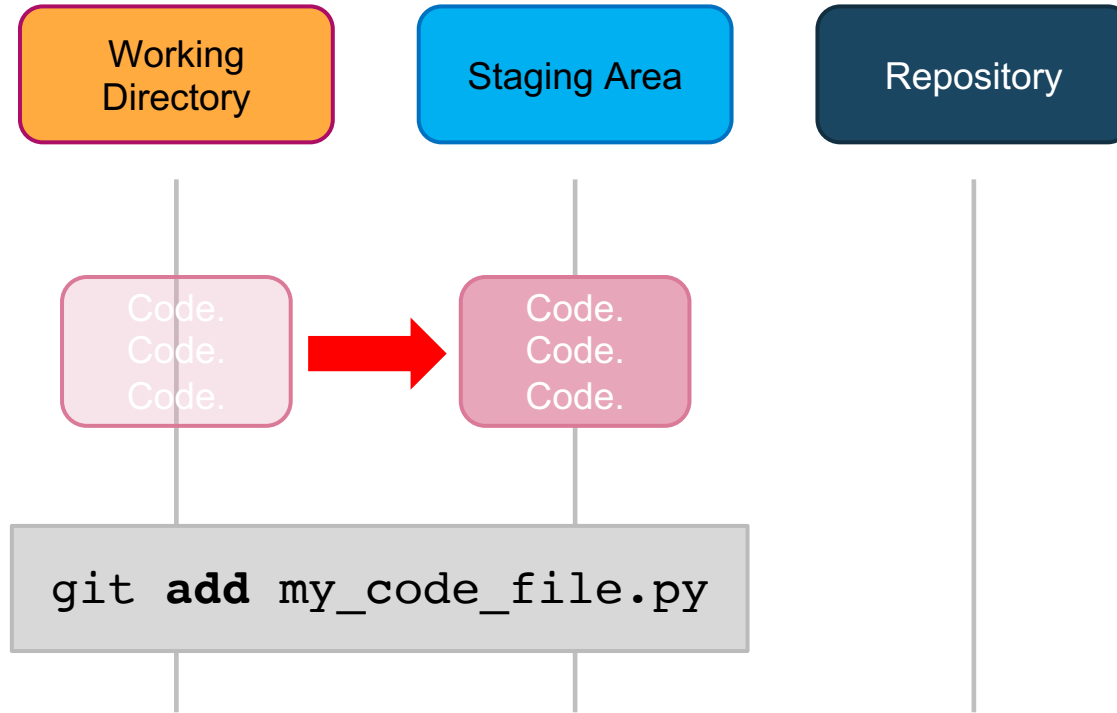 Working
Directory
Staging Area
Repository
Code.
Code.
Code.
Code.
Code.
Code.
git add my_code_file.py